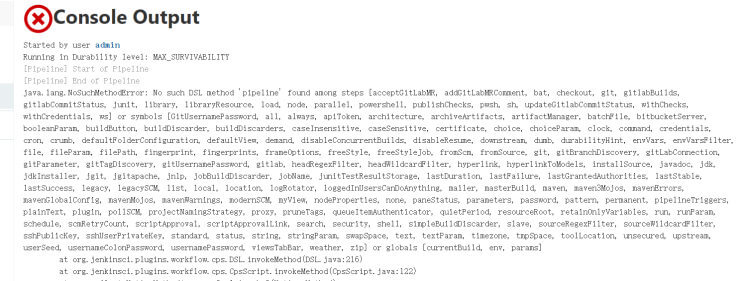 Console Output
Started by user admin
Running in Durability level: MAX_SURVIVABILITY
[Pipeline] Start of Pipeline
[Pipeline] End of Pipeline
java.lang.NoSuchMethodError: No such DSL method 'pipeline' found among steps [acceptGitLabMR, addGitLabMRComment, bat, checkout, git, gitlabBuilds,
gitlabCommitStatus, junit, library, libraryResource, load, node, parallel, powershell, publishChecks, pwsh, sh, updateGitlabCommitStatus, withChecks,
withCredentials, ws] or symbols [GitUsernamePassword, all, always, apiToken, architecture, archiveArtifacts, artifactManager, batchFile, bitbucketServer,
booleanParam, buildButton, buildDiscarder, buildDiscarders, caseInsensitive, caseSensitive, certificate, choice, choiceParam, clock, command, credentials,
cron, crumb, defaultFolderConfiguration, defaultView, demand, disableConcurrentBuilds, disableResume, downstream, dumb, durabilityHint, envVars, envVarsFilter,
file, fileParam, filePath, fingerprint, fingerprints, frameOptions, freeStyle, freeStyleJob, fromScm, fromSource, git, gitBranchDiscovery, gitLabConnection,
gitParameter, gitTagDiscovery, gitUsernamePassword, gitlab, headRegexFilter, headWildcardFilter, hyperlink, hyperlinkToModels, installSource, javadoc, jdk,
jdkInstaller, jgit, jgitapache, jnlp, jobBuildDiscarder, jobName, junitTestResultStorage, lastDuration, lastFailure, lastGrantedAuthorities, lastStable,
lastSuccess, legacy, legacySCM, list, local, location, logRotator, loggedInUsersCanDoAnything, mailer, masterBuild, maven, maven3Mojos, mavenErrors,
mavenGlobalConfig, mavenMojos, mavenWarnings, modernSCM, myView, nodeProperties, none, paneStatus, parameters, password, pattern, permanent, pipelineTriggers,
plainText, plugin, pollSCM, projectNamingStrategy, proxy, pruneTags, queueItemAuthenticator, quietPeriod, resourceRoot, retainOnlyVariables, run, runParam,
schedule, scmRetryCount, scriptApproval, scriptApprovalLink, search, security, shell, simpleBuildDiscarder, slave, sourceRegexFilter, sourceWildcardFilter,
sshPublicKey, sshUserPrivateKey, standard, status, string, stringParam, swapSpace, text, textParam, timezone, tmpSpace, toolLocation, unsecured, upstream,
userSeed, usernameColonPassword, usernamePassword, viewsTabBar, weather, zip] or globals [currentBuild, env, params]
at org.jenkinsci.plugins.workflow.cps.DSL.invokeMethod(DSL.java:216)
at org.jenkinsci.plugins.workflow.cps.CpsScript.invokeMethod(CpsScript.java:122)